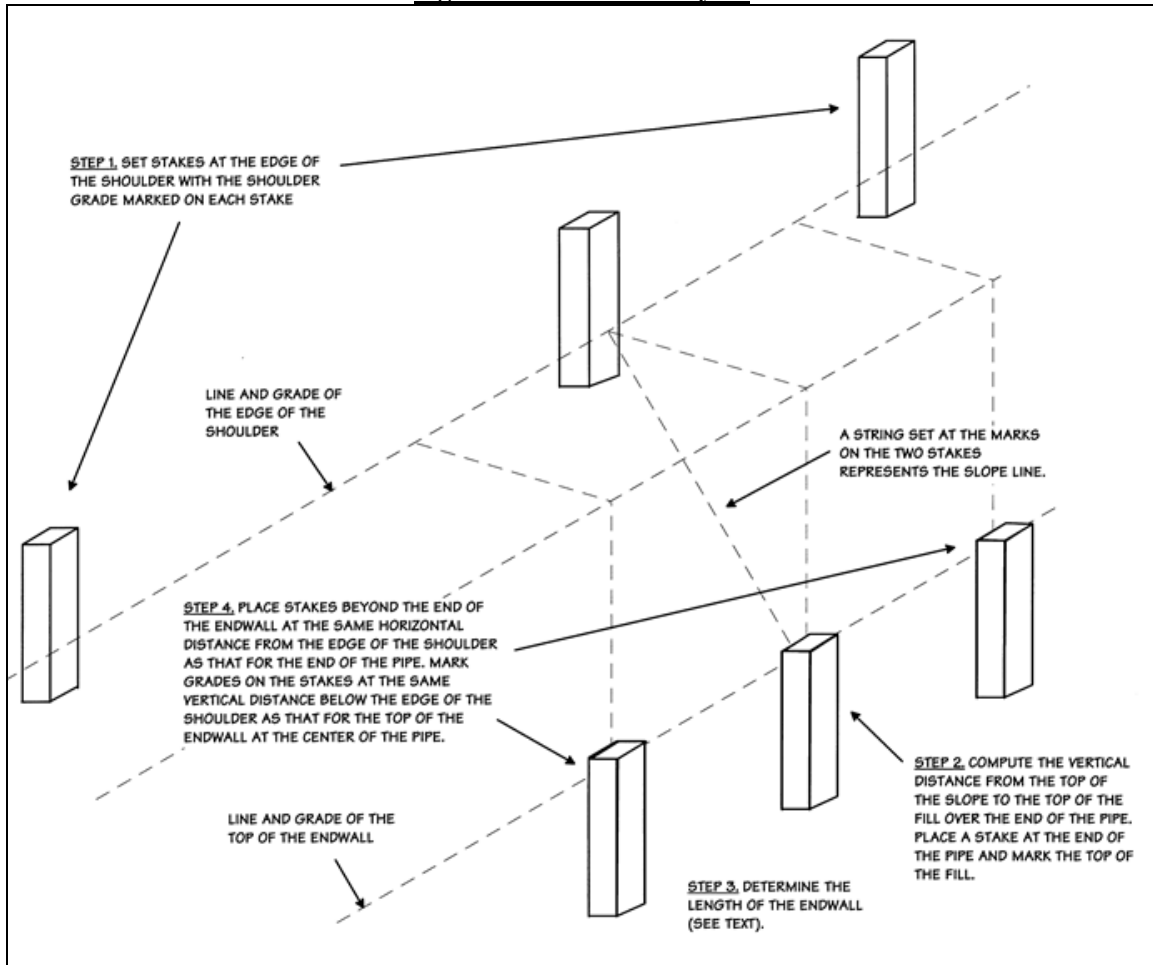 STEP 1. SET STAKES AT THE EDGE OF
THE SHOULDER WITH THE SHOULDER
GRADE MARKED ON EACH STAKE
LINE AND GRADE OF
THE EDGE OF THE
SHOULDER
A STRING SET AT THE MARKS
ON THE TWO STAKES
REPRESENTS THE SLOPE LINE.
STEP 4. PLACE STAKES BEYOND THE END OF
THE ENDWALL AT THE SAME HORIZONTAL
DISTANCE FROM THE EDGE OF THE SHOULDER
AS THAT FOR THE END OF THE PIPE. MARK
GRADES ON THE STAKES AT THE SAME
VERTICAL DISTANCE BELOW THE EDGE OF THE
SHOULDER AS THAT FOR THE TOP OF THE
ENDWALL AT THE CENTER OF THE PIPE.
STEP 2. COMPUTE THE VERTICAL
DISTANCE FROM THE TOP OF
THE SLOPE TO THE TOP OF THE
FILL OVER THE END OF THE PIPE.
PLACE A STAKE AT THE END OF
THE PIPE AND MARK THE TOP OF
THE FILL.
LINE AND GRADE OF THE
TOP OF THE ENDWALL
STEP 3. DETERMINE THE
LENGTH OF THE ENDWALL
(SEE TEXT).